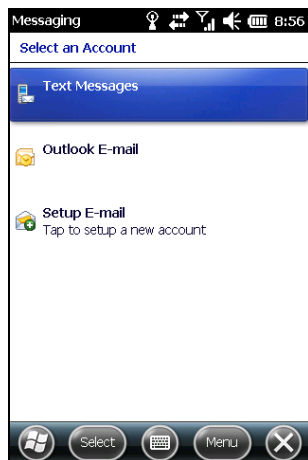 Messaging 8:56
Select an Account
Text Messages
Outlook E-mail
Setup E-mail
Tap to setup a new account
Select Menu